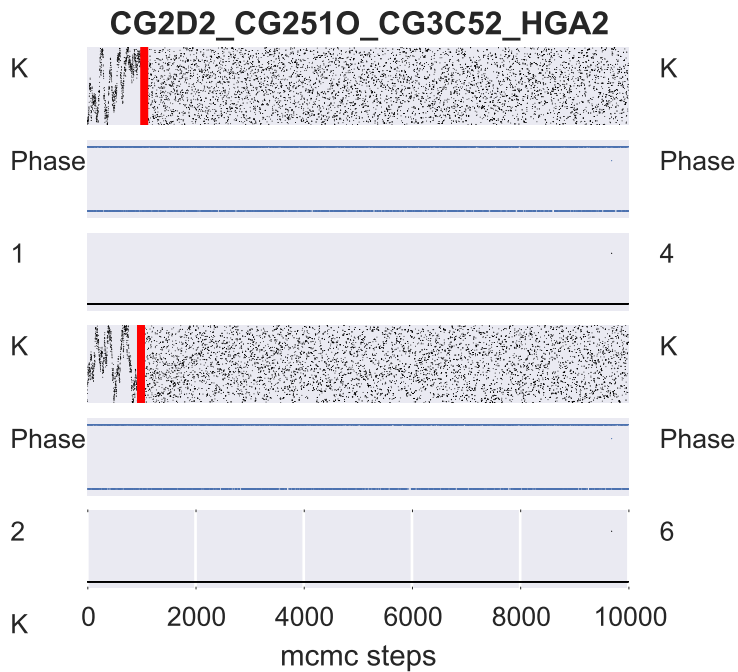 CG2D2_CG251O_CG3C52_HGA2
K K
Phase Phase
1 4
K K
Phase Phase
2 6
K
0 2000 4000 6000 8000 10000
mcmc steps